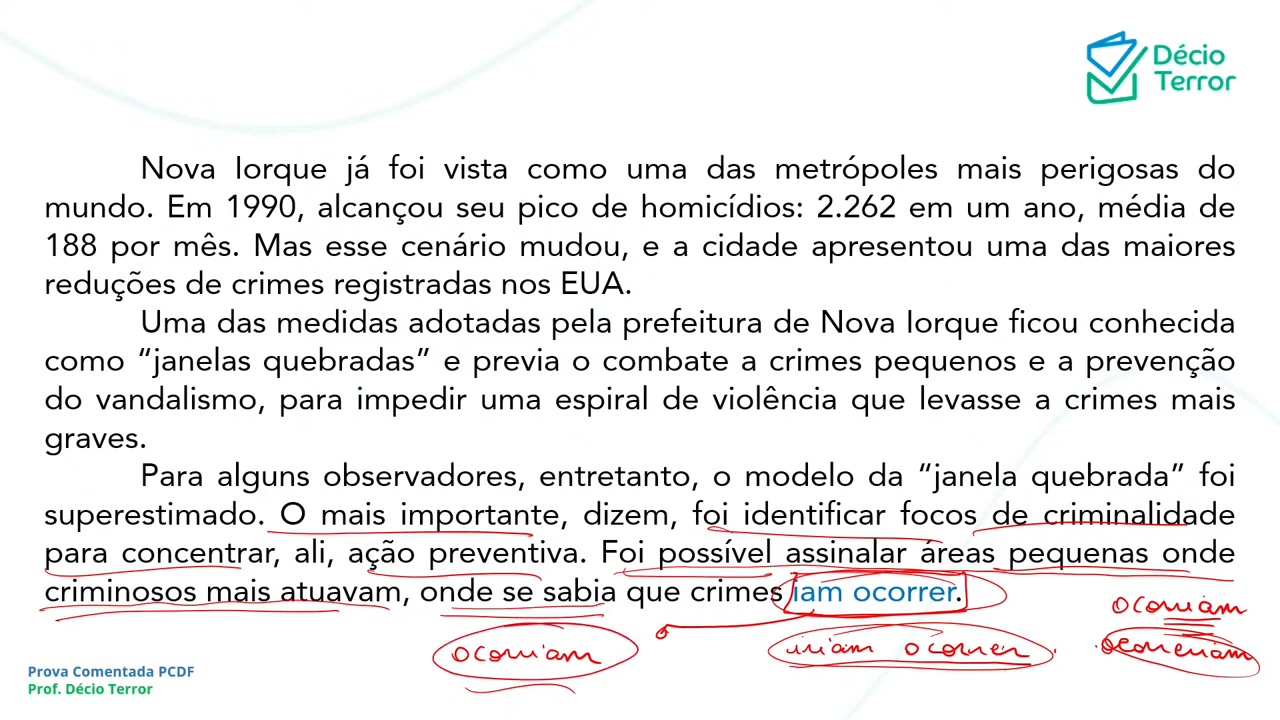 Décio
Terror
Nova Iorque já foi vista como uma das metrópoles mais perigosas do
mundo. Em 1990, alcançou seu pico de homicídios: 2.262 em um ano, média de
188 por mês. Mas esse cenário mudou, e a cidade apresentou uma das maiores
reduções de crimes registradas nos EUA.
Uma das medidas adotadas pela prefeitura de Nova Iorque ficou conhecida
como “janelas quebradas” e previa o combate a crimes pequenos e a prevenção
do vandalismo, para impedir uma espiral de violência que levasse a crimes mais
graves.
Para alguns observadores, entretanto, o modelo da “janela quebrada” foi
superestimado. O mais importante, dizem, foi identificar focos de criminalidade
para concentrar, ali, ação preventiva. Foi possível assinalar áreas pequenas onde
criminosos mais atuavam, onde se sabia que crimes iam ocorrer.
ocorriam
ocorriam iriam ocorrer. ocorreriam
Prova Comentada PCDF
Prof. Décio Terror